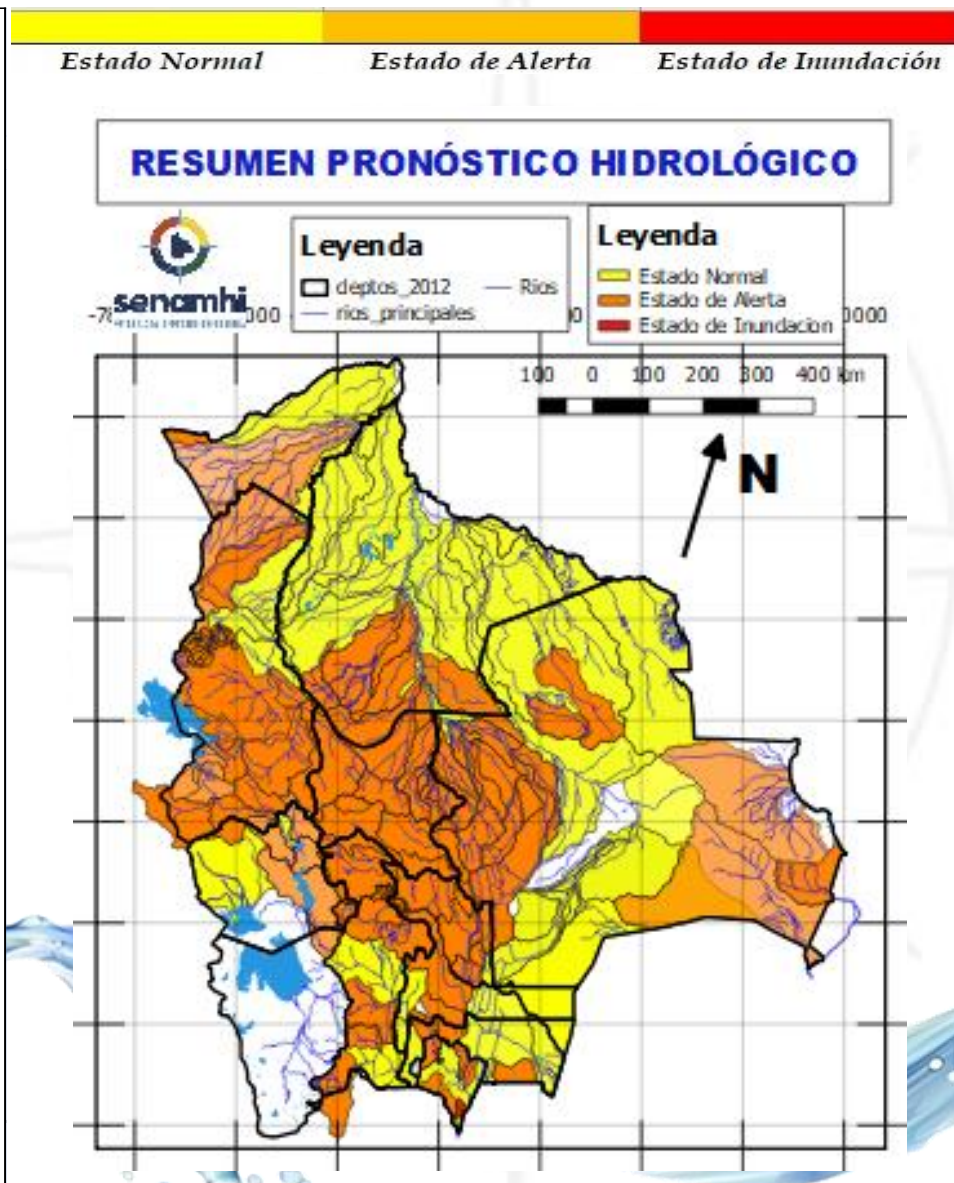 Estado Normal Estado de Alerta Estado de Inundación
RESUMEN PRONÓSTICO HIDROLÓGICO
senamhi
Leyenda
deptos_2012 Rios
rios_principales
Leyenda
Estado Normal
Estado de Alerta
Estado de Inundacion
100 0 100 200 300 400 km
N